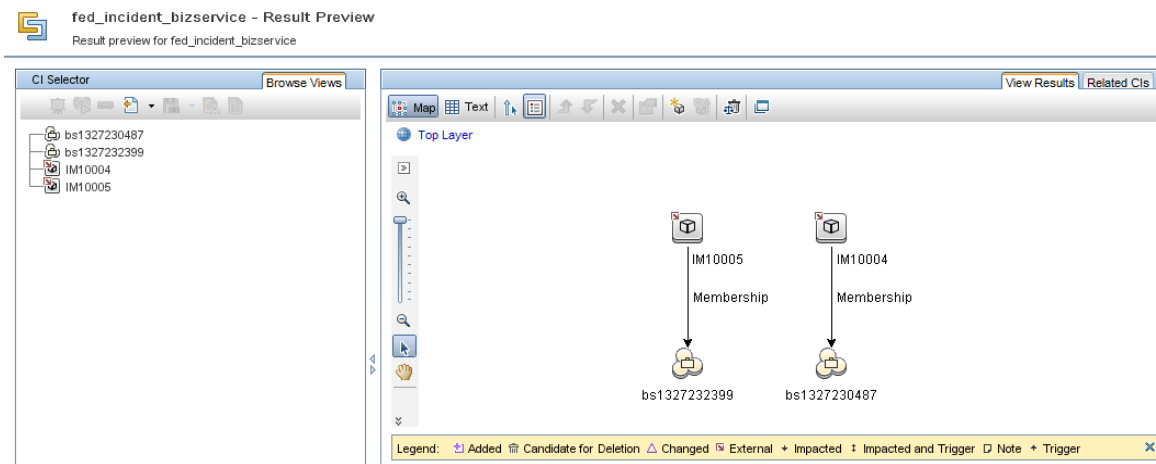 fed_incident_bizservice - Result Preview
Result preview for fed_incident_bizservice
CI Selector
Browse Views
bs1327230487
bs1327232399
IM10004
IM10005
View Results Related CIs
Map Text
Top Layer
IM10005 IM10004
Membership Membership
bs1327232399 bs1327230487
Legend: Added Candidate for Deletion Changed External Impacted Impacted and Trigger Note Trigger